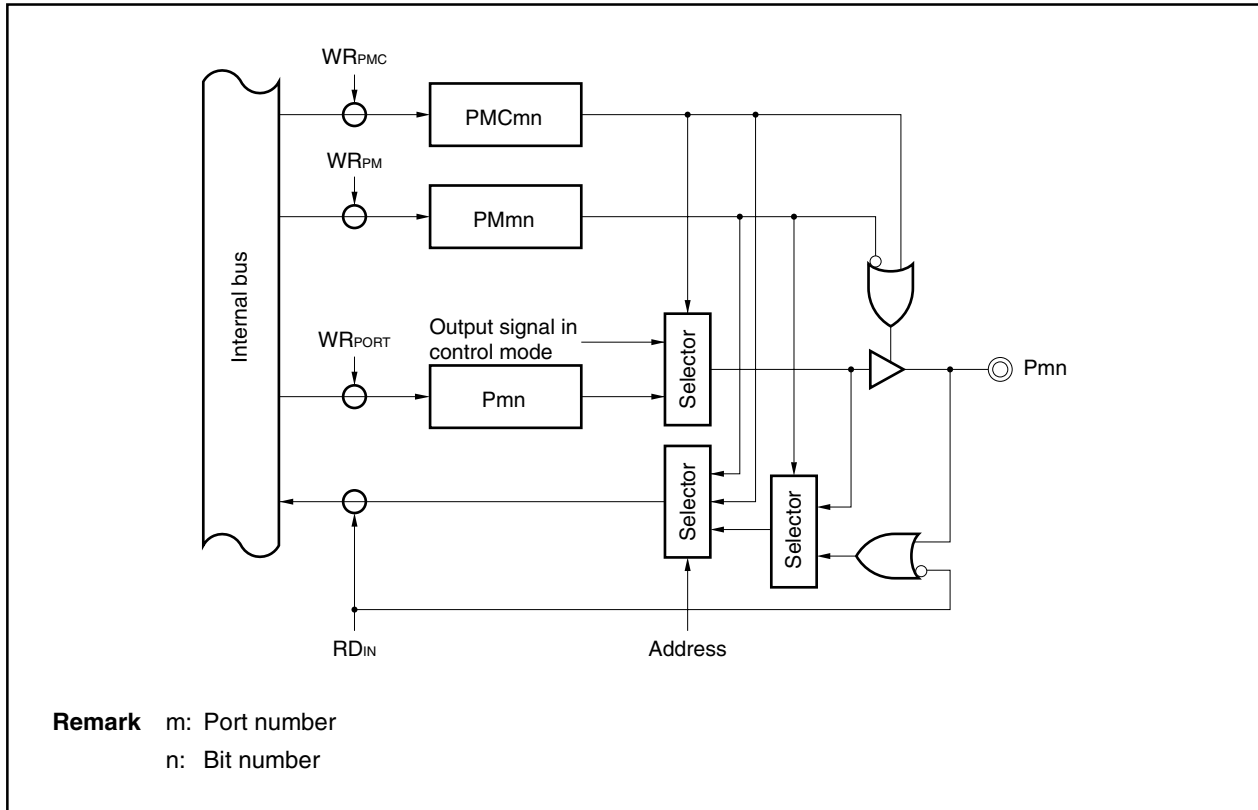 WRPMC
PMCmn
WRPM
PMmn
Internal bus
Output signal in
control mode
WRPORT
Pmn
Selector
Pmn
Selector
Selector
RDIN
Address
Remark m: Port number
n: Bit number